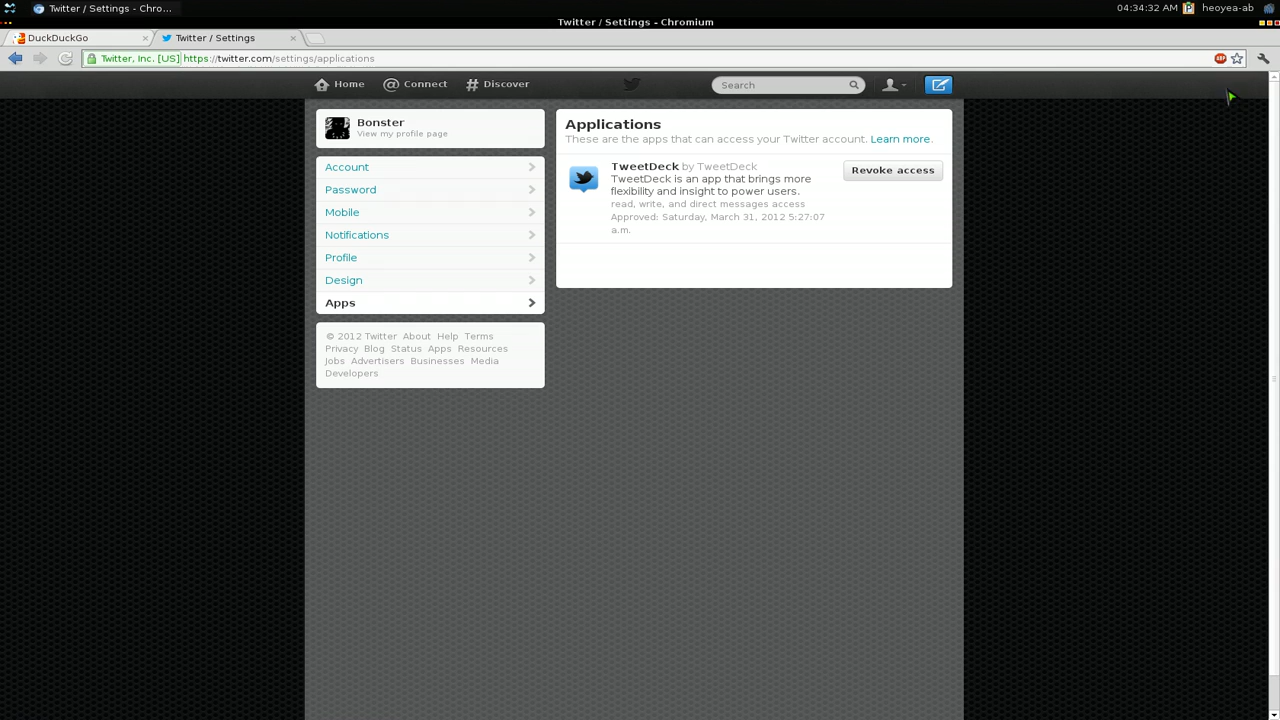 Twitter / Settings - Chro...
04:34:32 AM
heoyea-ab
Twitter / Settings - Chromium
DuckDuckGo
Twitter / Settings
Twitter, Inc. [US] https://twitter.com/settings/applications
ABP
Home
@ Connect
# Discover
Search
Bonster
View my profile page
Account
Password
Mobile
Notifications
Profile
Design
Apps
© 2012 Twitter About Help Terms
Privacy Blog Status Apps Resources
Jobs Advertisers Businesses Media
Developers
Applications
These are the apps that can access your Twitter account. Learn more.
TweetDeck by TweetDeck
TweetDeck is an app that brings more
flexibility and insight to power users.
read, write, and direct messages access
Approved: Saturday, March 31, 2012 5:27:07
a.m.
Revoke access